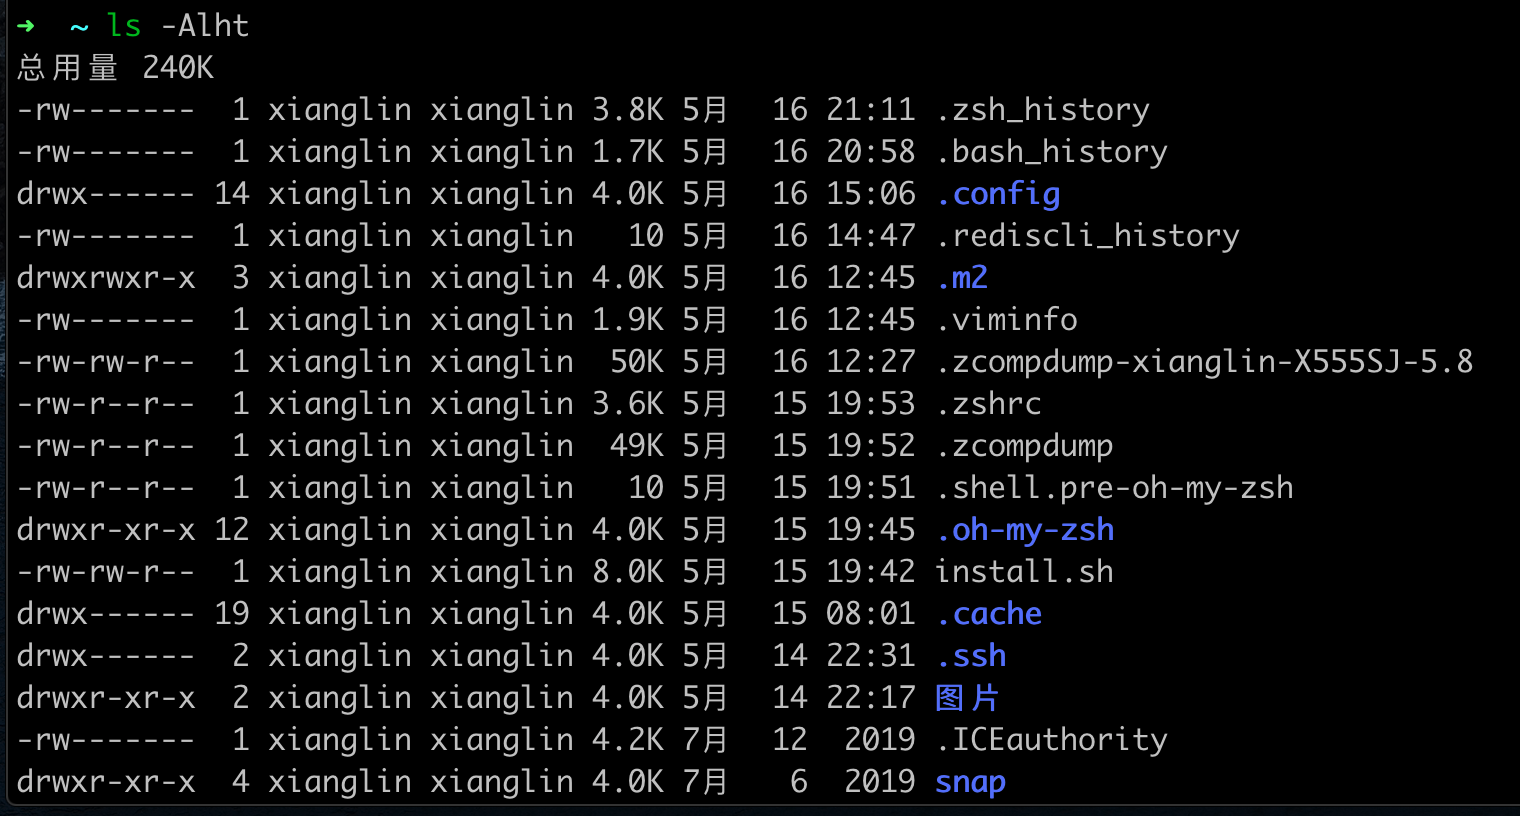 ➜  ~ ls -Alht
总用量 240K
-rw-------  1 xianglin xianglin 3.8K 5月   16 21:11 .zsh_history
-rw-------  1 xianglin xianglin 1.7K 5月   16 20:58 .bash_history
drwx------ 14 xianglin xianglin 4.0K 5月   16 15:06 .config
-rw-------  1 xianglin xianglin   10 5月   16 14:47 .rediscli_history
drwxrwxr-x  3 xianglin xianglin 4.0K 5月   16 12:45 .m2
-rw-------  1 xianglin xianglin 1.9K 5月   16 12:45 .viminfo
-rw-rw-r--  1 xianglin xianglin  50K 5月   16 12:27 .zcompdump-xianglin-X555SJ-5.8
-rw-r--r--  1 xianglin xianglin 3.6K 5月   15 19:53 .zshrc
-rw-r--r--  1 xianglin xianglin  49K 5月   15 19:52 .zcompdump
-rw-r--r--  1 xianglin xianglin   10 5月   15 19:51 .shell.pre-oh-my-zsh
drwxr-xr-x 12 xianglin xianglin 4.0K 5月   15 19:45 .oh-my-zsh
-rw-rw-r--  1 xianglin xianglin 8.0K 5月   15 19:42 install.sh
drwx------ 19 xianglin xianglin 4.0K 5月   15 08:01 .cache
drwx------  2 xianglin xianglin 4.0K 5月   14 22:31 .ssh
drwxr-xr-x  2 xianglin xianglin 4.0K 5月   14 22:17 图片
-rw-------  1 xianglin xianglin 4.2K 7月   12  2019 .ICEauthority
drwxr-xr-x  4 xianglin xianglin 4.0K 7月    6  2019 snap